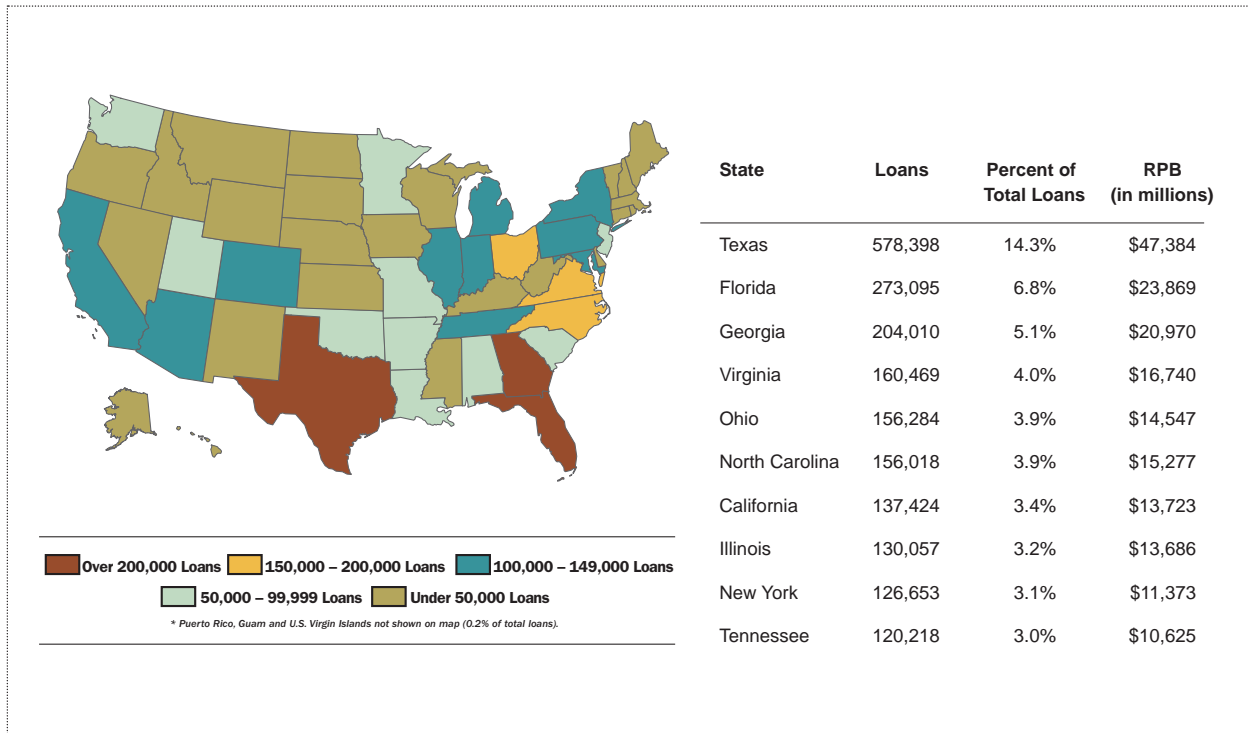 Over 200,000 Loans 150,000 – 200,000 Loans 100,000 – 149,000 Loans
50,000 – 99,999 Loans Under 50,000 Loans
* Puerto Rico, Guam and U.S. Virgin Islands not shown on map (0.2% of total loans).
State Loans Percent of Total Loans RPB (in millions)
Texas 578,398 14.3% $47,384
Florida 273,095 6.8% $23,869
Georgia 204,010 5.1% $20,970
Virginia 160,469 4.0% $16,740
Ohio 156,284 3.9% $14,547
North Carolina 156,018 3.9% $15,277
California 137,424 3.4% $13,723
Illinois 130,057 3.2% $13,686
New York 126,653 3.1% $11,373
Tennessee 120,218 3.0% $10,625